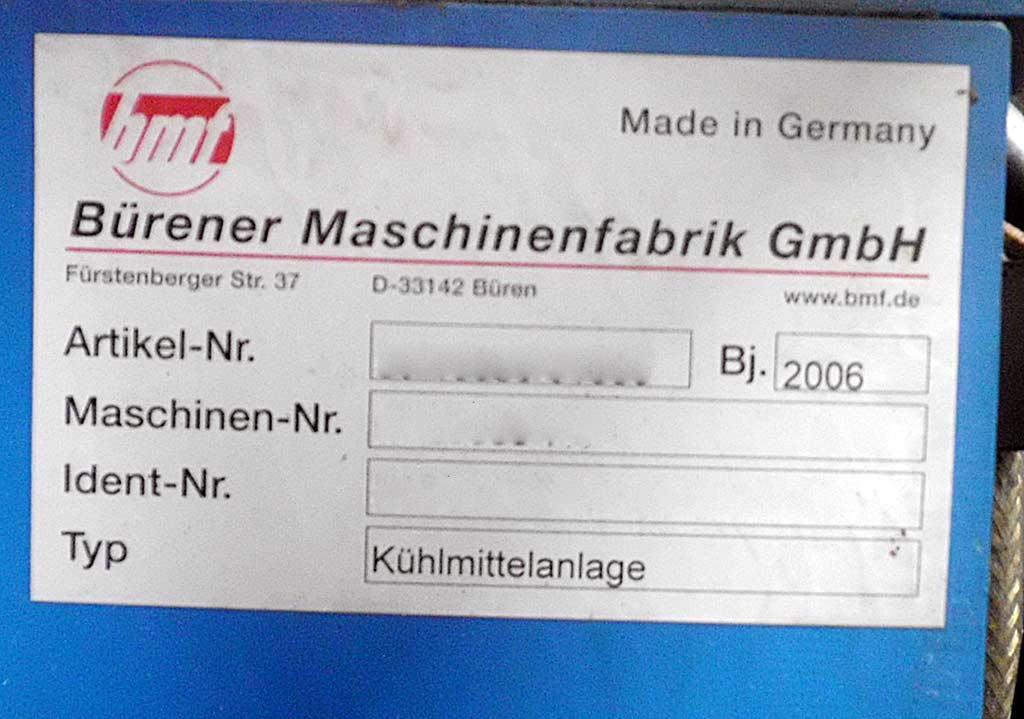 bmf
Made in Germany
Bürener Maschinenfabrik GmbH
Fürstenberger Str. 37 D-33142 Büren www.bmf.de
Artikel-Nr. Bj. 2006
Maschinen-Nr.
Ident-Nr.
Typ Kühlmittelanlage